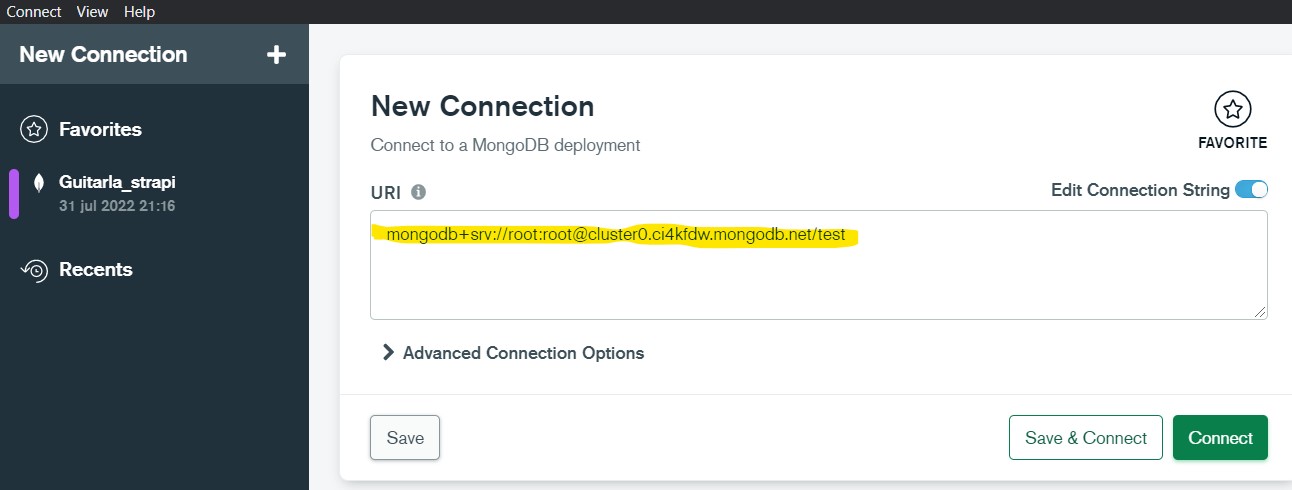 Connect View Help
New Connection +
Favorites
Guitarla_strapi
31 jul 2022 21:16
Recents
New Connection
Connect to a MongoDB deployment
FAVORITE
URI
Edit Connection String
mongodb+srv://root:root@cluster0.ci4kfdw.mongodb.net/test
Advanced Connection Options
Save
Save & Connect
Connect